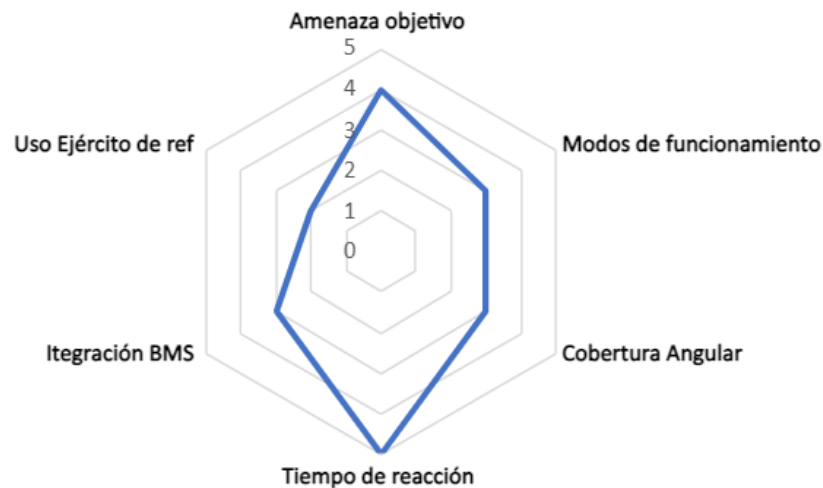 Amenaza objetivo
5
4
Uso Ejército de ref
3
Modos de funcionamiento
2
1
0
Itegración BMS
Cobertura Angular
Tiempo de reacción